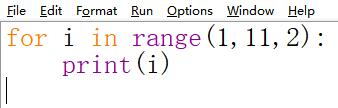 File Edit Format Run Options Window Help
for i in range(1,11,2):
    print(i)